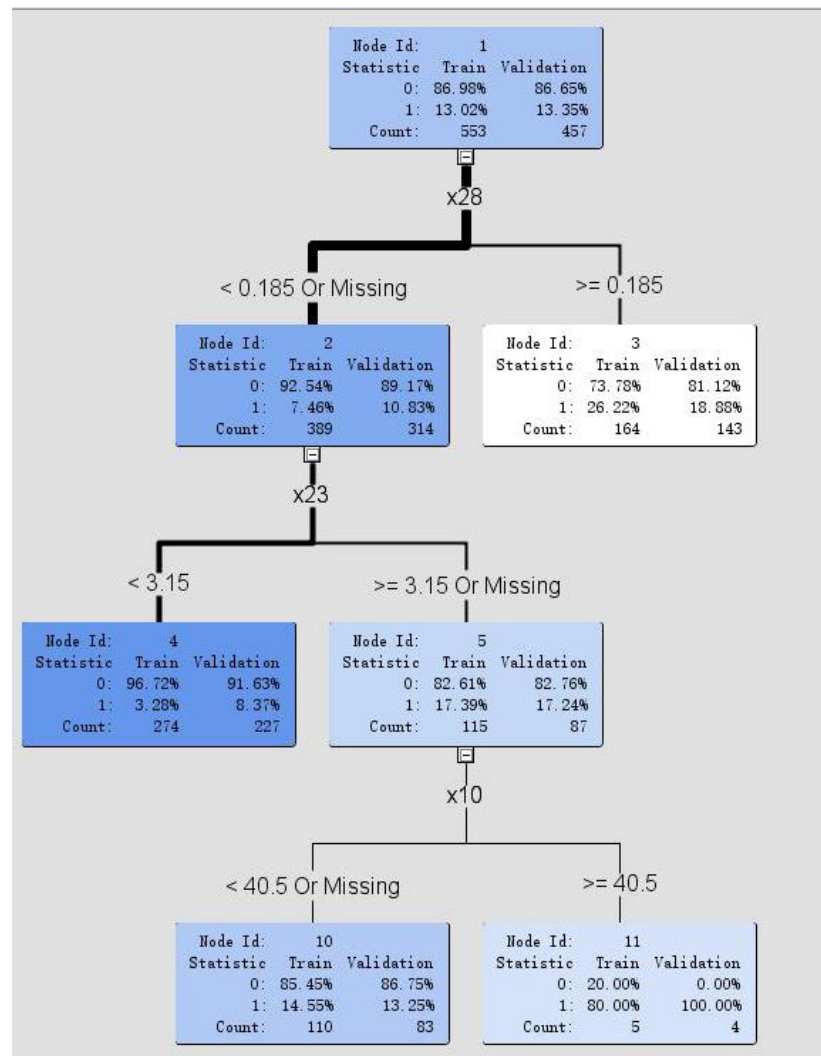 Node Id: 1
Statistic Train Validation
0: 86.98% 86.65%
1: 13.02% 13.35%
Count: 553 457
x28
< 0.185 Or Missing >= 0.185
Node Id: 2
Statistic Train Validation
0: 92.54% 89.17%
1: 7.46% 10.83%
Count: 389 314
Node Id: 3
Statistic Train Validation
0: 73.78% 81.12%
1: 26.22% 18.88%
Count: 164 143
x23
< 3.15 >= 3.15 Or Missing
Node Id: 4
Statistic Train Validation
0: 96.72% 91.63%
1: 3.28% 8.37%
Count: 274 227
Node Id: 5
Statistic Train Validation
0: 82.61% 82.76%
1: 17.39% 17.24%
Count: 115 87
x10
< 40.5 Or Missing >= 40.5
Node Id: 10
Statistic Train Validation
0: 85.45% 86.75%
1: 14.55% 13.25%
Count: 110 83
Node Id: 11
Statistic Train Validation
0: 20.00% 0.00%
1: 80.00% 100.00%
Count: 5 4